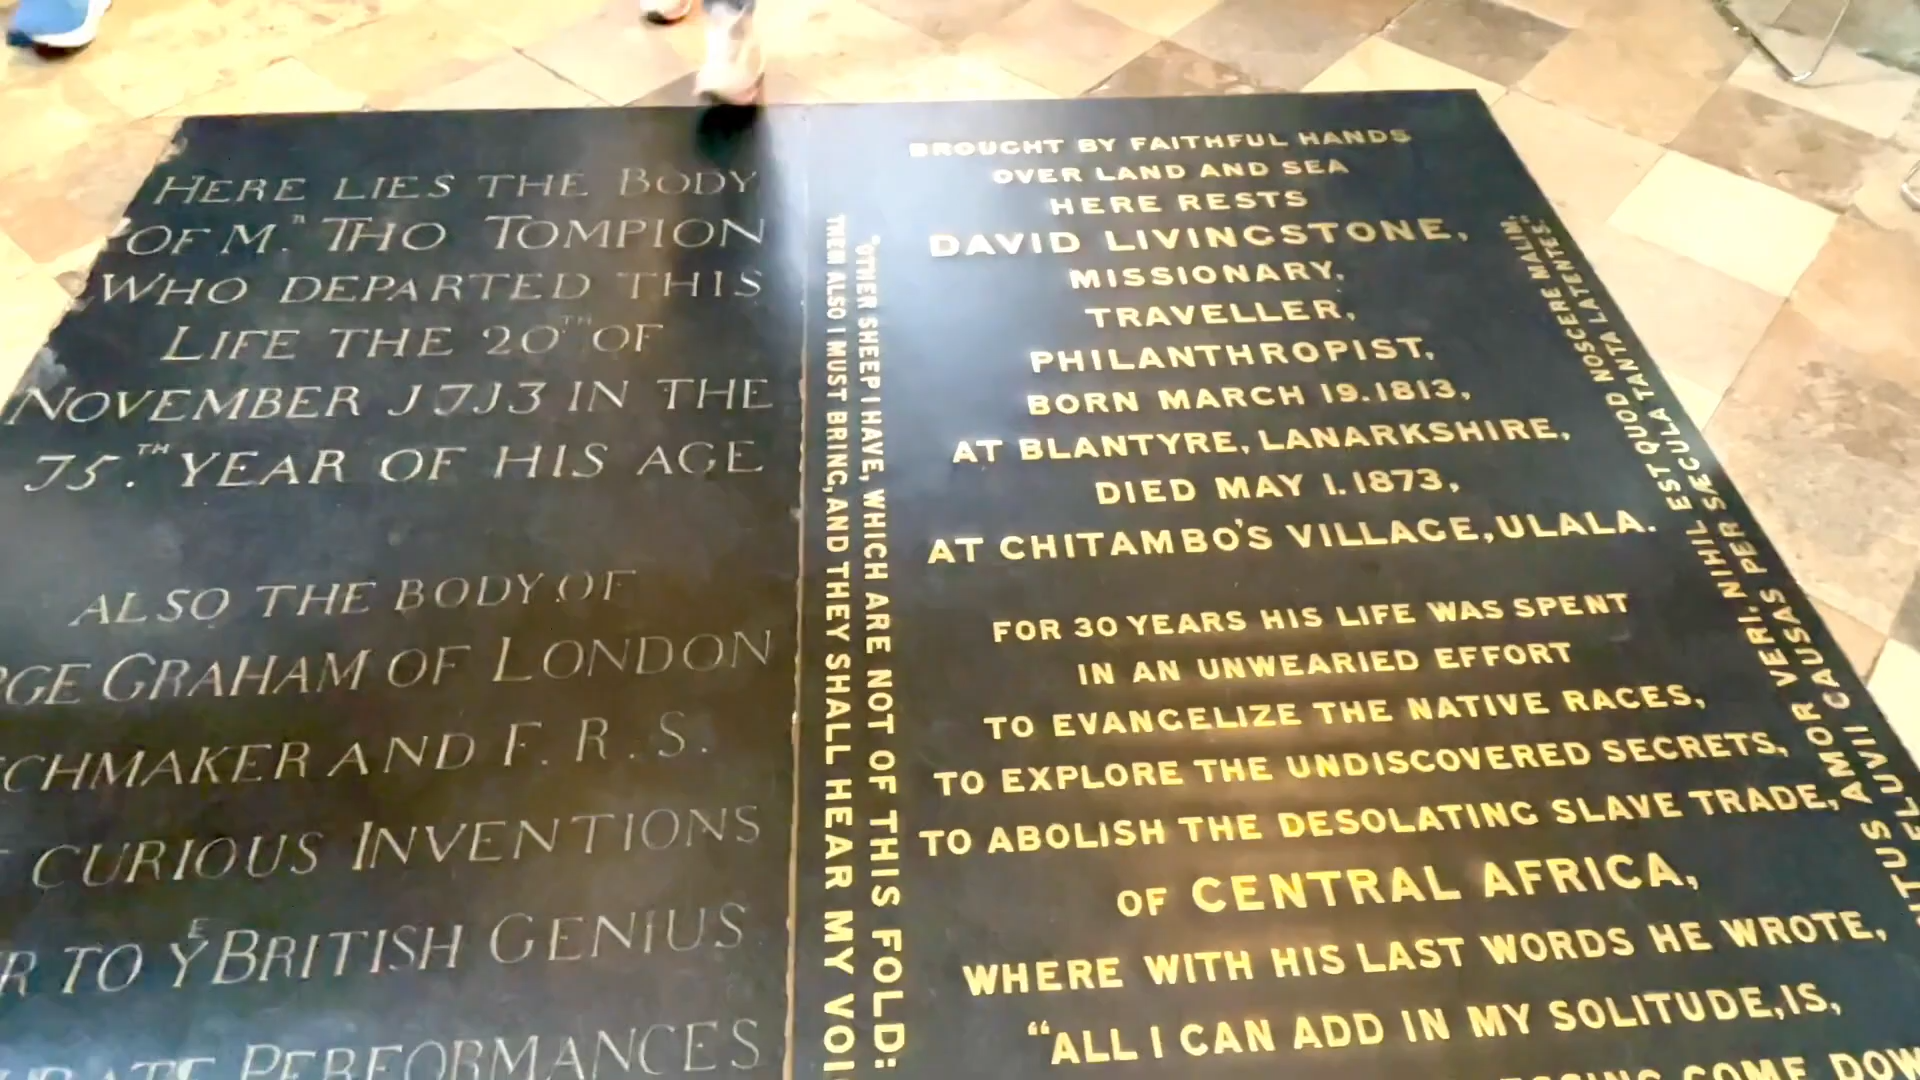 HERE LIES THE BODY
OF Mʀ. THO TOMPION
WHO DEPARTED THIS
LIFE THE 20TH OF
NOVEMBER 1713 IN THE
75.TH YEAR OF HIS AGE
ALSO THE BODY OF
GRAHAM OF LONDON
AND F.R.S.
CURIOUS INVENTIONS
TO YE BRITISH GENIUS
PERFORMANCES
"OTHER SHEEP I HAVE, WHICH ARE NOT OF THIS FOLD:
THEM ALSO I MUST BRING, AND THEY SHALL HEAR MY
BROUGHT BY FAITHFUL HANDS
OVER LAND AND SEA
HERE RESTS
DAVID LIVINGSTONE,
MISSIONARY,
TRAVELLER,
PHILANTHROPIST,
BORN MARCH 19.1813,
AT BLANTYRE, LANARKSHIRE,
DIED MAY 1.1873,
AT CHITAMBO'S VILLAGE, ULALA.
FOR 30 YEARS HIS LIFE WAS SPENT
IN AN UNWEARIED EFFORT
TO EVANGELIZE THE NATIVE RACES,
TO EXPLORE THE UNDISCOVERED SECRETS,
TO ABOLISH THE DESOLATING SLAVE TRADE,
OF CENTRAL AFRICA,
WHERE WITH HIS LAST WORDS HE WROTE,
"ALL I CAN ADD IN MY SOLITUDE, IS,
COME
AMOR VERI, NIHIL EST QUOD NOSCERE MALIM,
CAUSAS PER SÆCULA TANTA LATENTES.